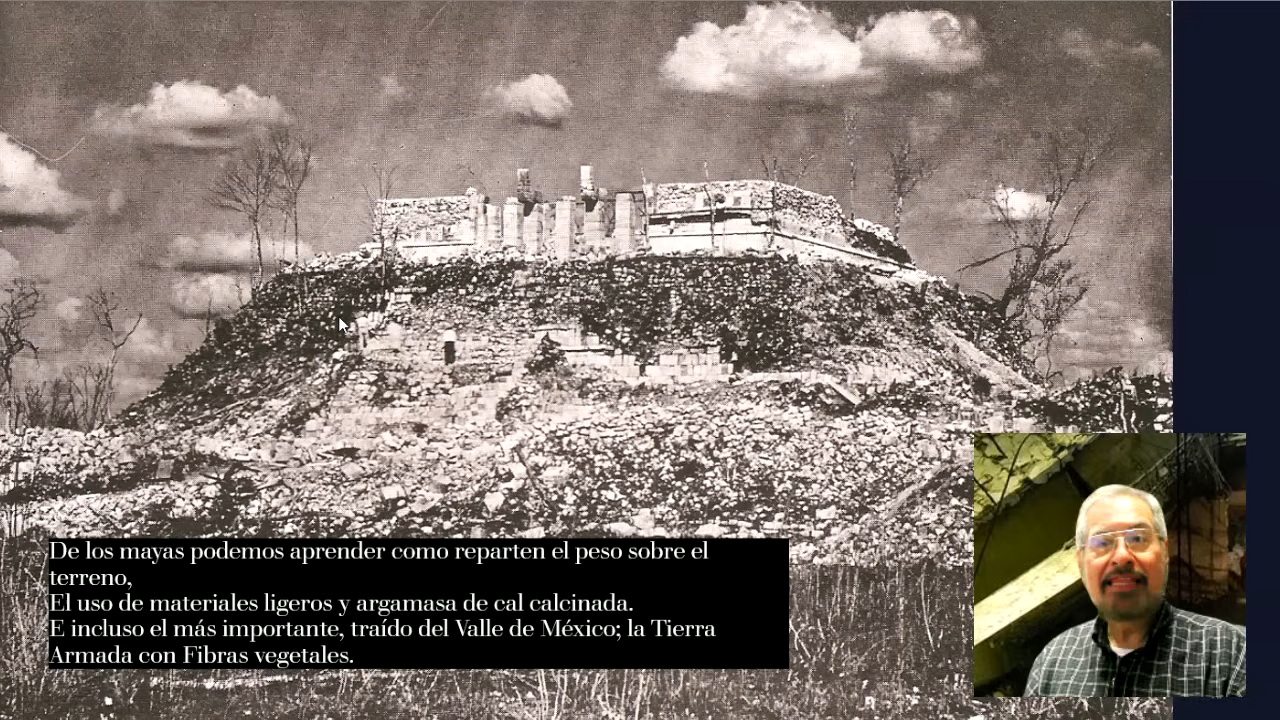 De los mayas podemos aprender como reparten el peso sobre el
terreno,
El uso de materiales ligeros y argamasa de cal calcinada.
E incluso el más importante, traído del Valle de México; la Tierra
Armada con Fibras vegetales.